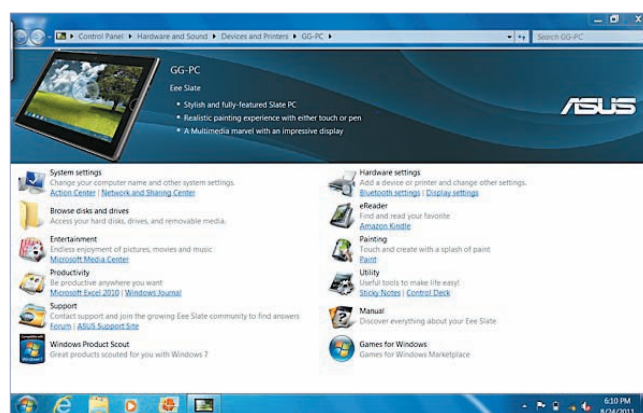 Control Panel ▸ Hardware and Sound ▸ Devices and Printers ▸ GG-PC ▸
Search GG-PC
GG-PC
Eee Slate
• Stylish and fully-featured Slate PC
• Realistic painting experience with either touch or pen
• A Multimedia marvel with an impressive display
ASUS
System settings
Change your computer name and other system settings.
Action Center | Network and Sharing Center
Browse disks and drives
Access your hard disks, drives, and removable media.
Entertainment
Endless enjoyment of pictures, movies and music
Microsoft Media Center
Productivity
Be productive anywhere you want
Microsoft Excel 2010 | Windows Journal
Support
Contact support and join the growing Eee Slate community to find answers
Forum | ASUS Support Site
Windows Product Scout
Great products scouted for you with Windows 7
Hardware settings
Add a device or printer and change other settings.
Bluetooth settings | Display settings
eReader
Find and read your favorite
Amazon Kindle
Painting
Touch and create with a splash of paint
Paint
Utility
Useful tools to make life easy!
Sticky Notes | Control Deck
Manual
Discover everything about your Eee Slate
Games for Windows
Games for Windows Marketplace
6:10 PM
8/24/2011